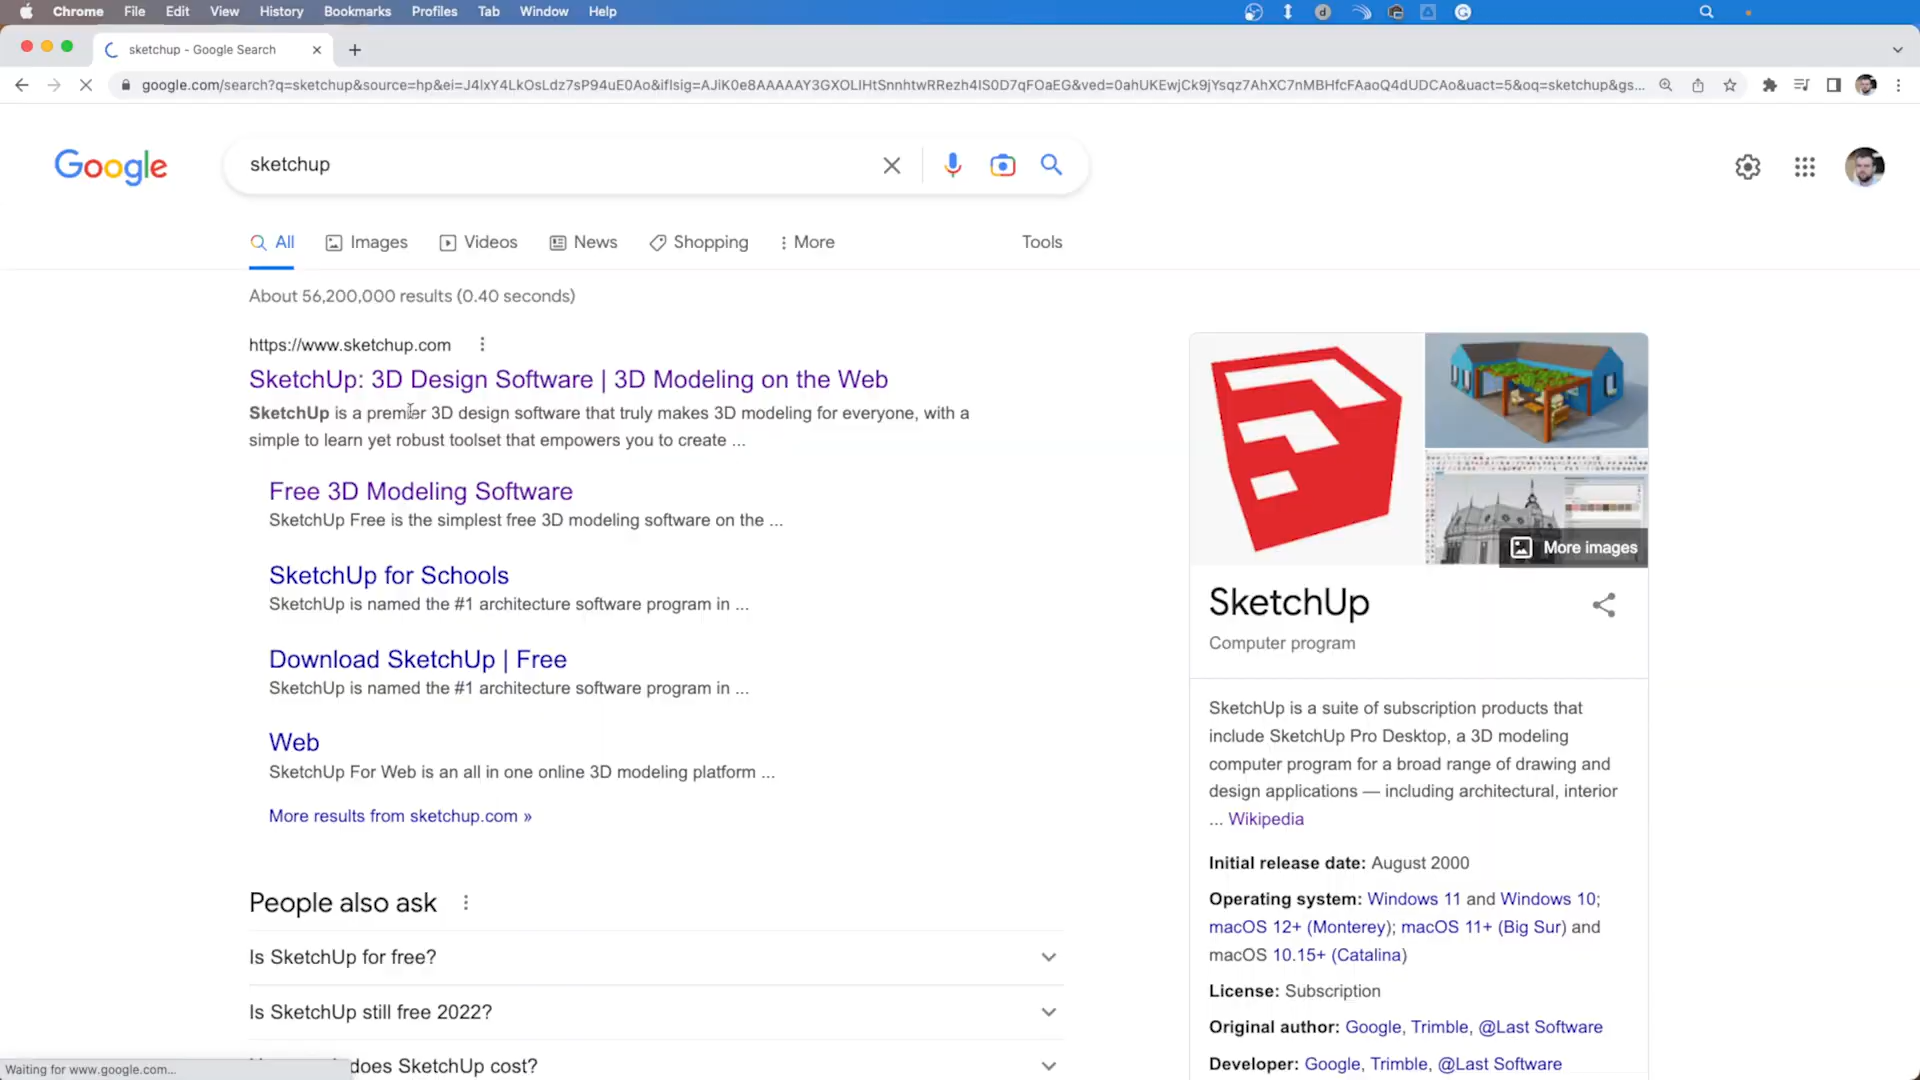 Chrome File Edit View History Bookmarks Profiles Tab Window Help
sketchup - Google Search
google.com/search?q=sketchup&source=hp&ei=J4lxY4LkOsLdz7sP94uE0Ao&iflsig=AJiK0e8AAAAAY3GXOLIHtSnnhtwRRezh4IS0D7qFOaEG&ved=0ahUKEwjCk9jYsqz7AhXC7nMBHfcFAaoQ4dUDCAo&uact=5&oq=sketchup&gs...
Google
sketchup
All Images Videos News Shopping More Tools
About 56,200,000 results (0.40 seconds)
https://www.sketchup.com
SketchUp: 3D Design Software | 3D Modeling on the Web
SketchUp is a premier 3D design software that truly makes 3D modeling for everyone, with a
simple to learn yet robust toolset that empowers you to create ...
Free 3D Modeling Software
SketchUp Free is the simplest free 3D modeling software on the ...
SketchUp for Schools
SketchUp is named the #1 architecture software program in ...
Download SketchUp | Free
SketchUp is named the #1 architecture software program in ...
Web
SketchUp For Web is an all in one online 3D modeling platform ...
More results from sketchup.com »
People also ask
Is SketchUp for free?
Is SketchUp still free 2022?
does SketchUp cost?
Waiting for www.google.com...
More images
SketchUp
Computer program
SketchUp is a suite of subscription products that
include SketchUp Pro Desktop, a 3D modeling
computer program for a broad range of drawing and
design applications — including architectural, interior
... Wikipedia
Initial release date: August 2000
Operating system: Windows 11 and Windows 10;
macOS 12+ (Monterey); macOS 11+ (Big Sur) and
macOS 10.15+ (Catalina)
License: Subscription
Original author: Google, Trimble, @Last Software
Developer: Google, Trimble, @Last Software